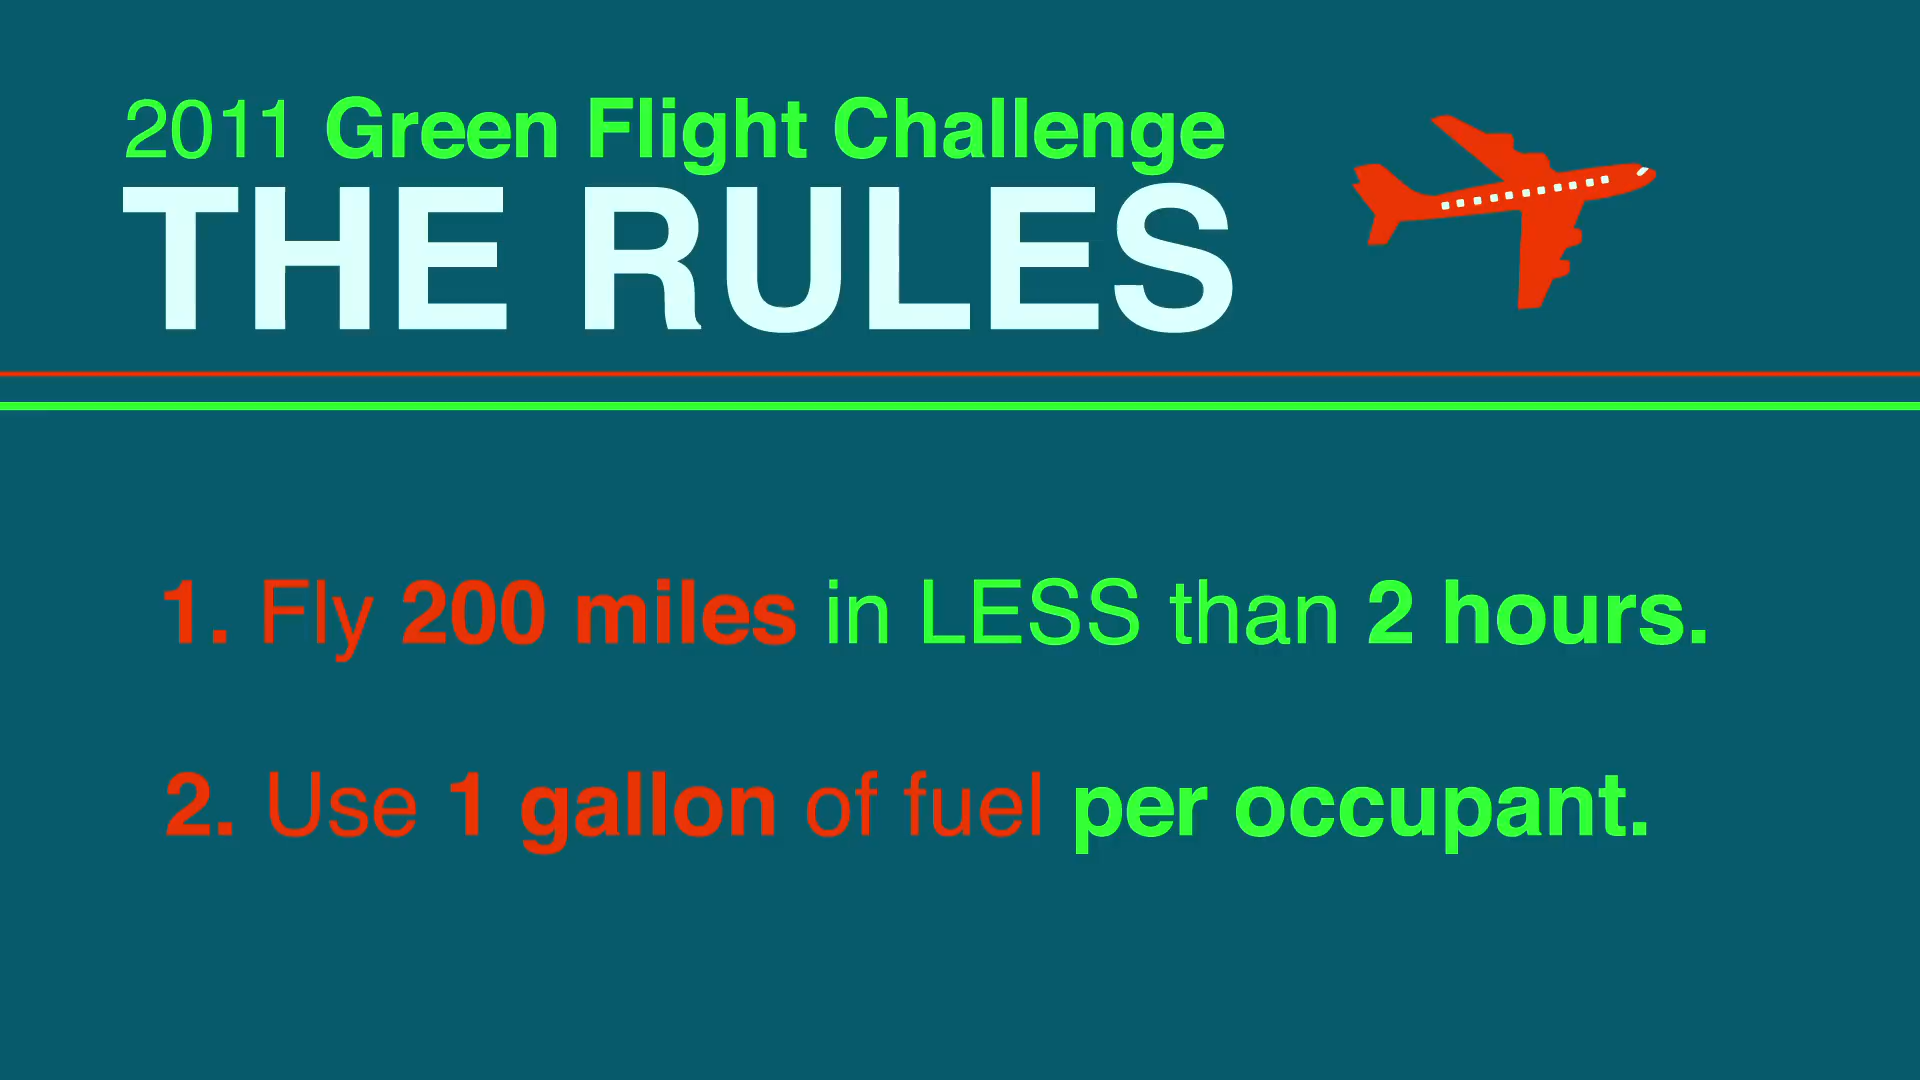 2011 Green Flight Challenge
THE RULES
1. Fly 200 miles in LESS than 2 hours.
2. Use 1 gallon of fuel per occupant.